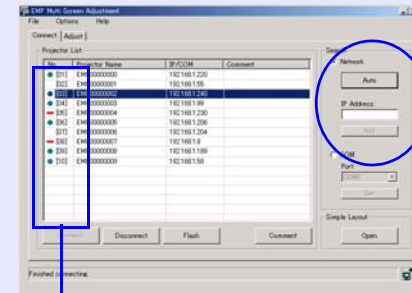 EMP Multi Screen Adjustment
File Options Help
Connect Adjust
Projector List
No. Projector Name IP/COM Comment
[01] EMP00000000 192.168.1.220
[02] EMP00000001 192.168.1.55
[03] EMP00000002 192.168.1.240
[04] EMP00000003 192.168.1.99
[05] EMP00000004 192.168.1.230
[06] EMP00000005 192.168.1.206
[07] EMP00000006 192.168.1.204
[08] EMP00000007 192.168.1.8
[09] EMP00000008 192.168.1.189
[10] EMP00000009 192.168.1.58
Disconnect Flash Comment
Network
Auto
IP Address
Add
COM
Port
Set
Simple Layout
Open
Finished connecting.